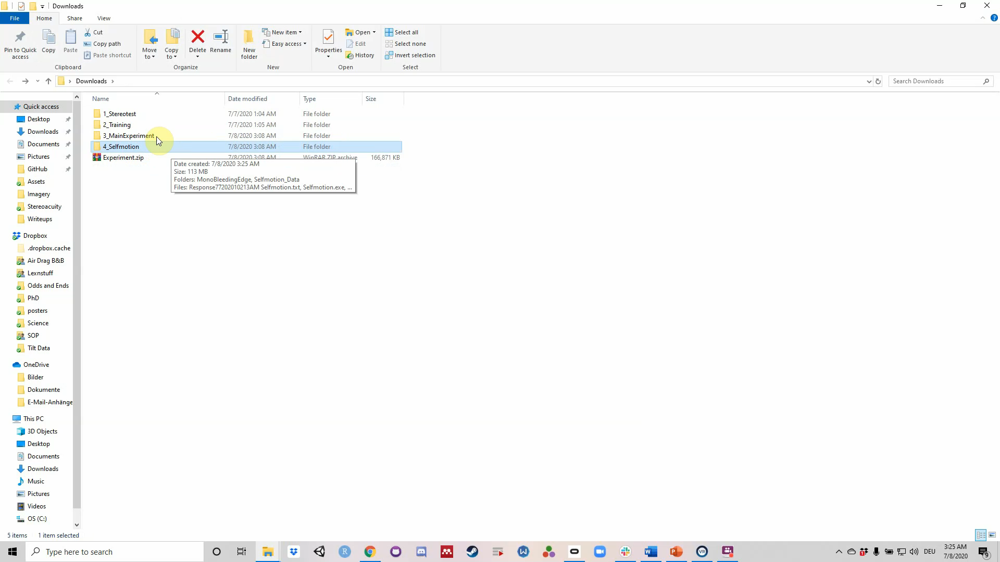 Downloads
File
Home
Share
View
Pin to Quick access
Copy
Paste
Cut
Copy path
Paste shortcut
Clipboard
Move to
Copy to
Delete
Rename
Organize
New folder
New item
Easy access
New
Properties
Open
Edit
History
Open
Select all
Select none
Invert selection
Select
Downloads
Search Downloads
Name
Date modified
Type
Size
1_Stereotest 7/7/2020 1:04 AM File folder
2_Training 7/7/2020 1:05 AM File folder
3_MainExperiment 7/8/2020 3:08 AM File folder
4_Selfmotion 7/8/2020 3:08 AM File folder
Experiment.zip 7/8/2020 3:08 AM WinRAR ZIP archive 166,871 KB
Date created: 7/8/2020 3:25 AM
Size: 113 MB
Folders: MonoBleedingEdge, Selfmotion_Data
Files: Response77202010213AM Selfmotion.txt, Selfmotion.exe, ...
Quick access
Desktop
Downloads
Documents
Pictures
GitHub
Assets
Imagery
Stereoacuity
Writeups
Dropbox
.dropbox.cache
Air Drag B&B
Lexnstuff
Odds and Ends
PhD
posters
Science
SOP
Tilt Data
OneDrive
Bilder
Dokumente
E-Mail-Anhänge
This PC
3D Objects
Desktop
Documents
Downloads
Music
Pictures
Videos
OS (C:)
5 items 1 item selected
Type here to search
DEU
3:25 AM
7/8/2020
9